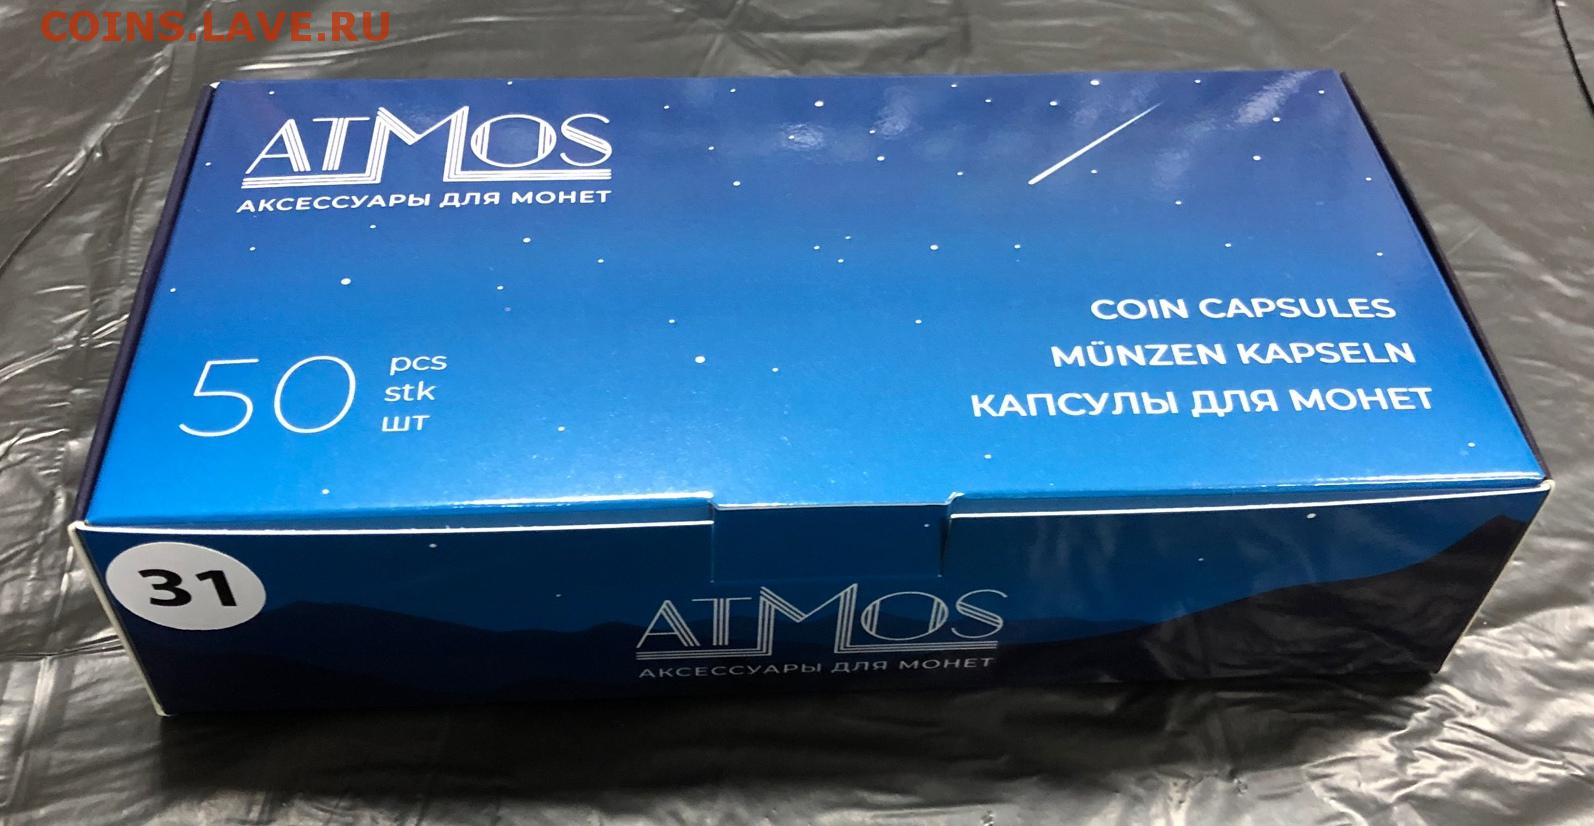 COINS.LAVE.RU
ATMOS
АКСЕССУАРЫ ДЛЯ МОНЕТ
COIN CAPSULES
MÜNZEN KAPSELN
КАПСУЛЫ ДЛЯ МОНЕТ
50
pcs
stk
шт
31
ATMOS
АКСЕССУАРЫ ДЛЯ МОНЕТ